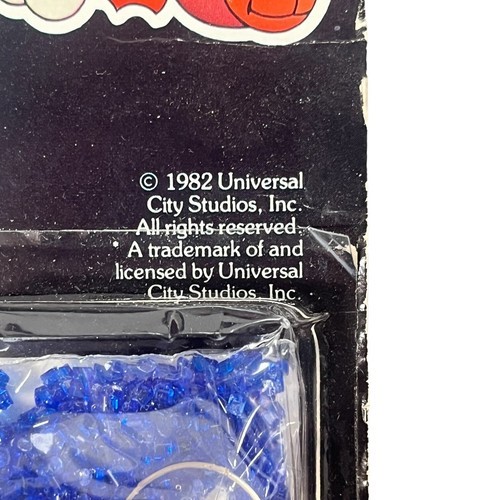 © 1982 Universal
City Studios, Inc.
All rights reserved
A trademark of and
licensed by Universal
City Studios, Inc.